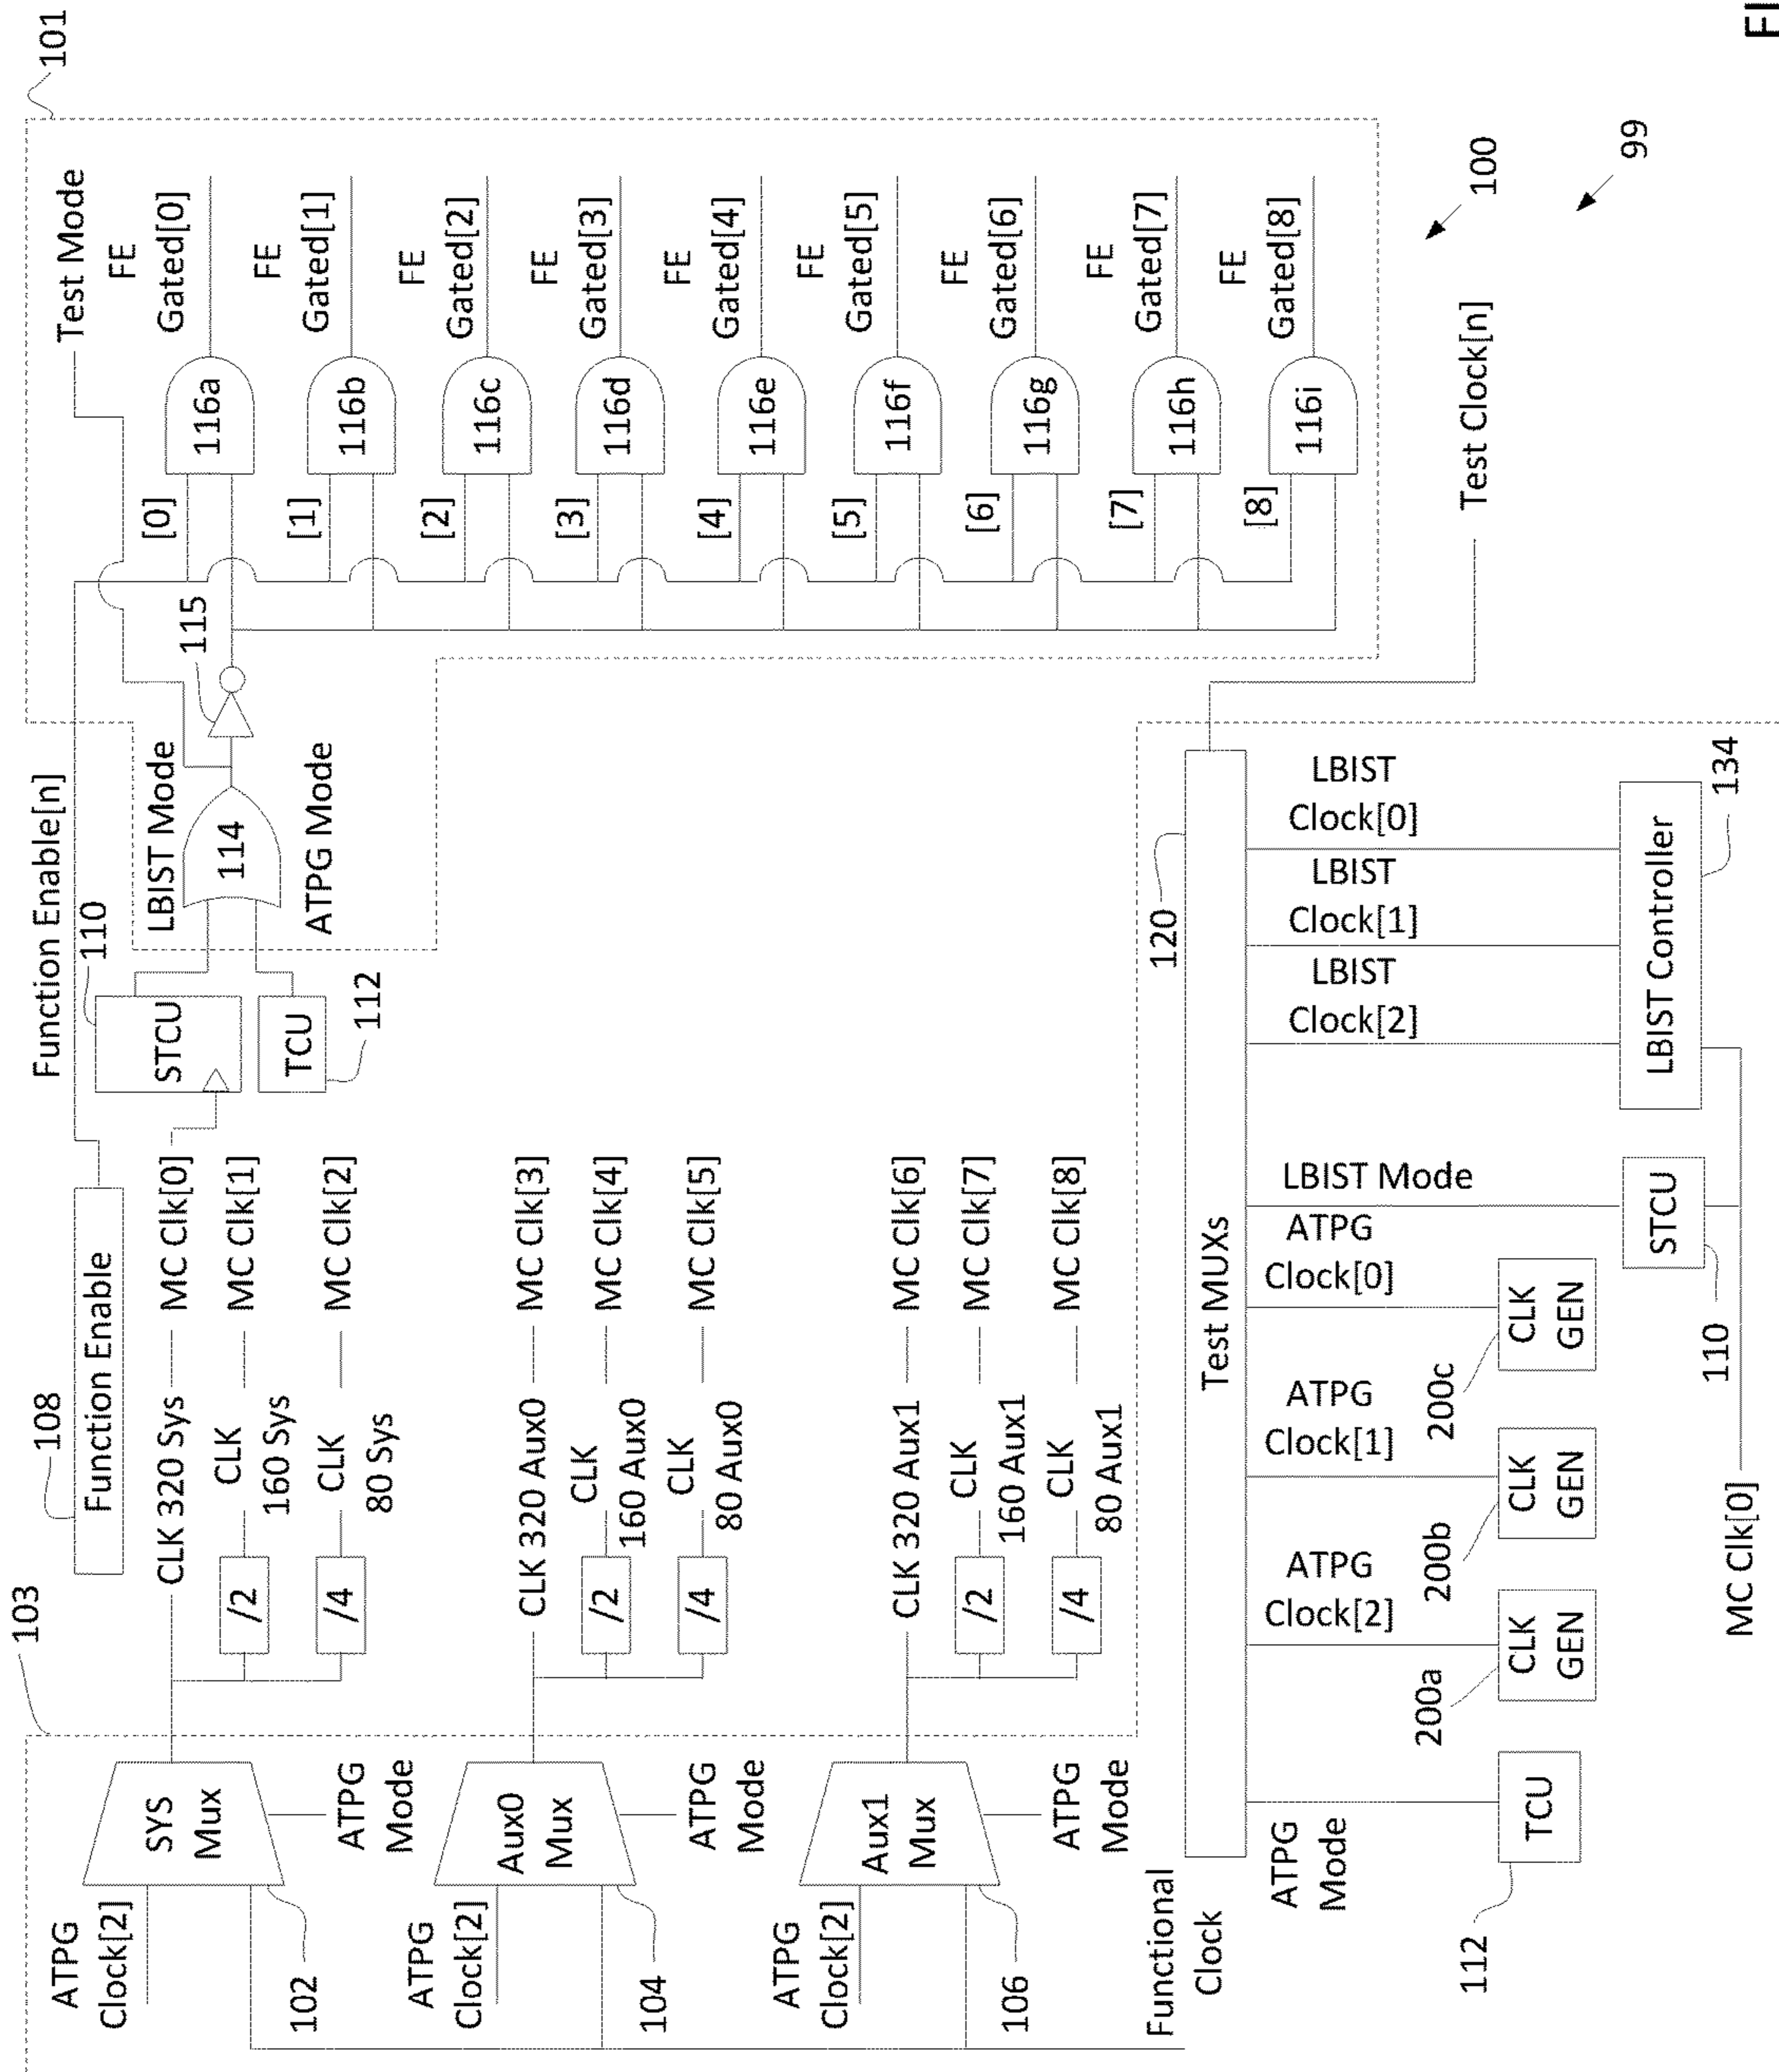 101
Test Mode
FE
Gated[0]
FE
Gated[1]
FE
Gated[2]
FE
Gated[3]
FE
Gated[4]
FE
Gated[5]
FE
Gated[6]
FE
Gated[7]
FE
Gated[8]
116a
116b
116c
116d
116e
116f
116g
116h
116i
[0]
[1]
[2]
[3]
[4]
[5]
[6]
[7]
[8]
115
100
99
Test Clock[n]
Function Enable[n]
LBIST Mode
114
ATPG Mode
110
STCU
TCU
112
108
Function Enable
103
CLK 320 Sys
MC Clk[0]
/2
CLK
160 Sys
MC Clk[1]
/4
CLK
80 Sys
MC Clk[2]
CLK 320 Aux0
MC Clk[3]
/2
CLK
160 Aux0
MC Clk[4]
/4
CLK
80 Aux0
MC Clk[5]
CLK 320 Aux1
MC Clk[6]
/2
CLK
160 Aux1
MC Clk[7]
/4
CLK
80 Aux1
MC Clk[8]
SYS
Mux
ATPG
Mode
ATPG
Clock[2]
102
Aux0
Mux
ATPG
Mode
ATPG
Clock[2]
104
Aux1
Mux
ATPG
Mode
ATPG
Clock[2]
106
Functional
Clock
120
Test MUXs
ATPG
Mode
TCU
112
ATPG
Clock[2]
CLK
GEN
200a
ATPG
Clock[1]
CLK
GEN
200b
ATPG
Clock[0]
CLK
GEN
200c
LBIST Mode
STCU
110
LBIST
Clock[2]
LBIST
Clock[1]
LBIST
Clock[0]
LBIST Controller
134
MC Clk[0]